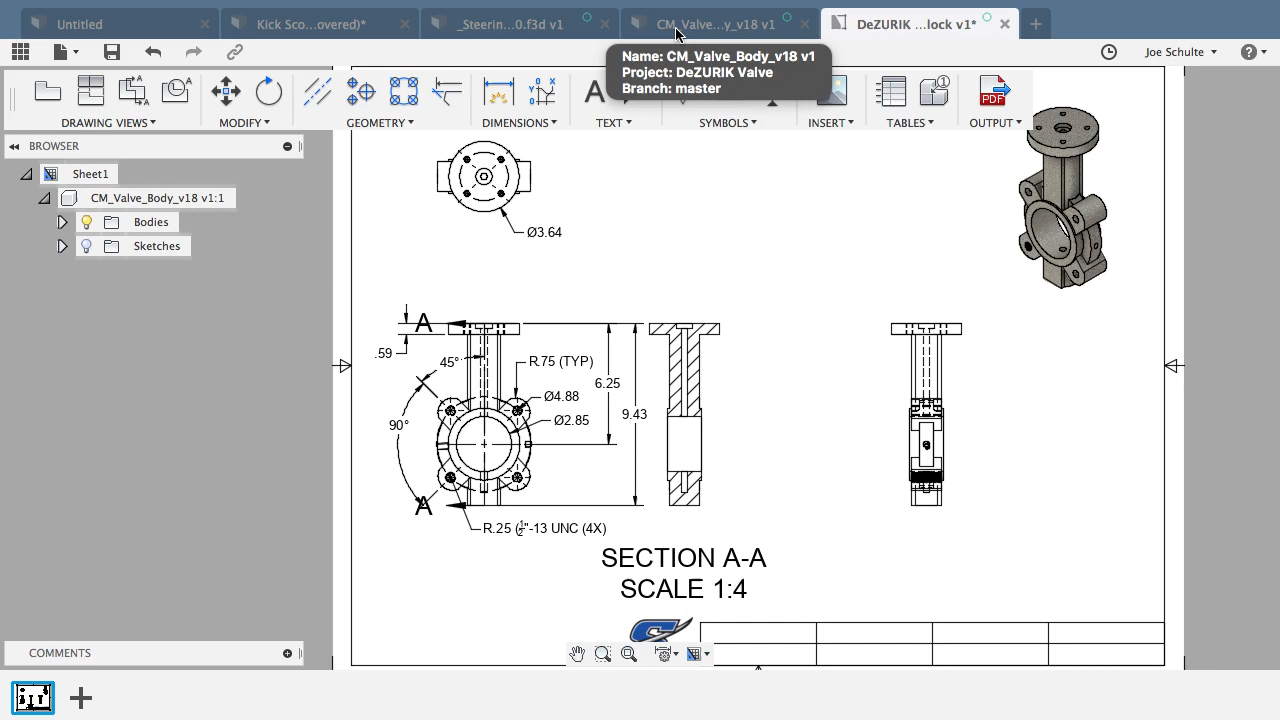 Untitled
Kick Sco...overed)*
_Steerin...0.f3d v1
CM_Valve...y_v18 v1
DeZURIK ...lock v1*
Joe Schulte
Name: CM_Valve_Body_v18 v1
Project: DeZURIK Valve
Branch: master
DRAWING VIEWS
MODIFY
GEOMETRY
DIMENSIONS
TEXT
SYMBOLS
INSERT
TABLES
PDF
OUTPUT
BROWSER
Sheet1
CM_Valve_Body_v18 v1:1
Bodies
Sketches
Ø3.64
A
.59
45°
R.75 (TYP)
6.25
Ø4.88
9.43
Ø2.85
90°
A
R.25 (½"-13 UNC (4X)
SECTION A-A
SCALE 1:4
COMMENTS